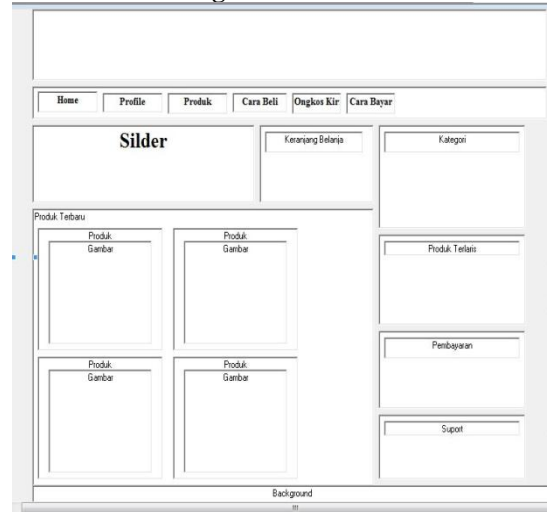 Home Profile Produk Cara Beli Ongkos Kir Cara Bayar
Silder
Keranjang Belanja
Kategori
Produk Terbaru
Produk Produk
Gambar Gambar
Produk Terlaris
Pembayaran
Produk Produk
Gambar Gambar
Suport
Background